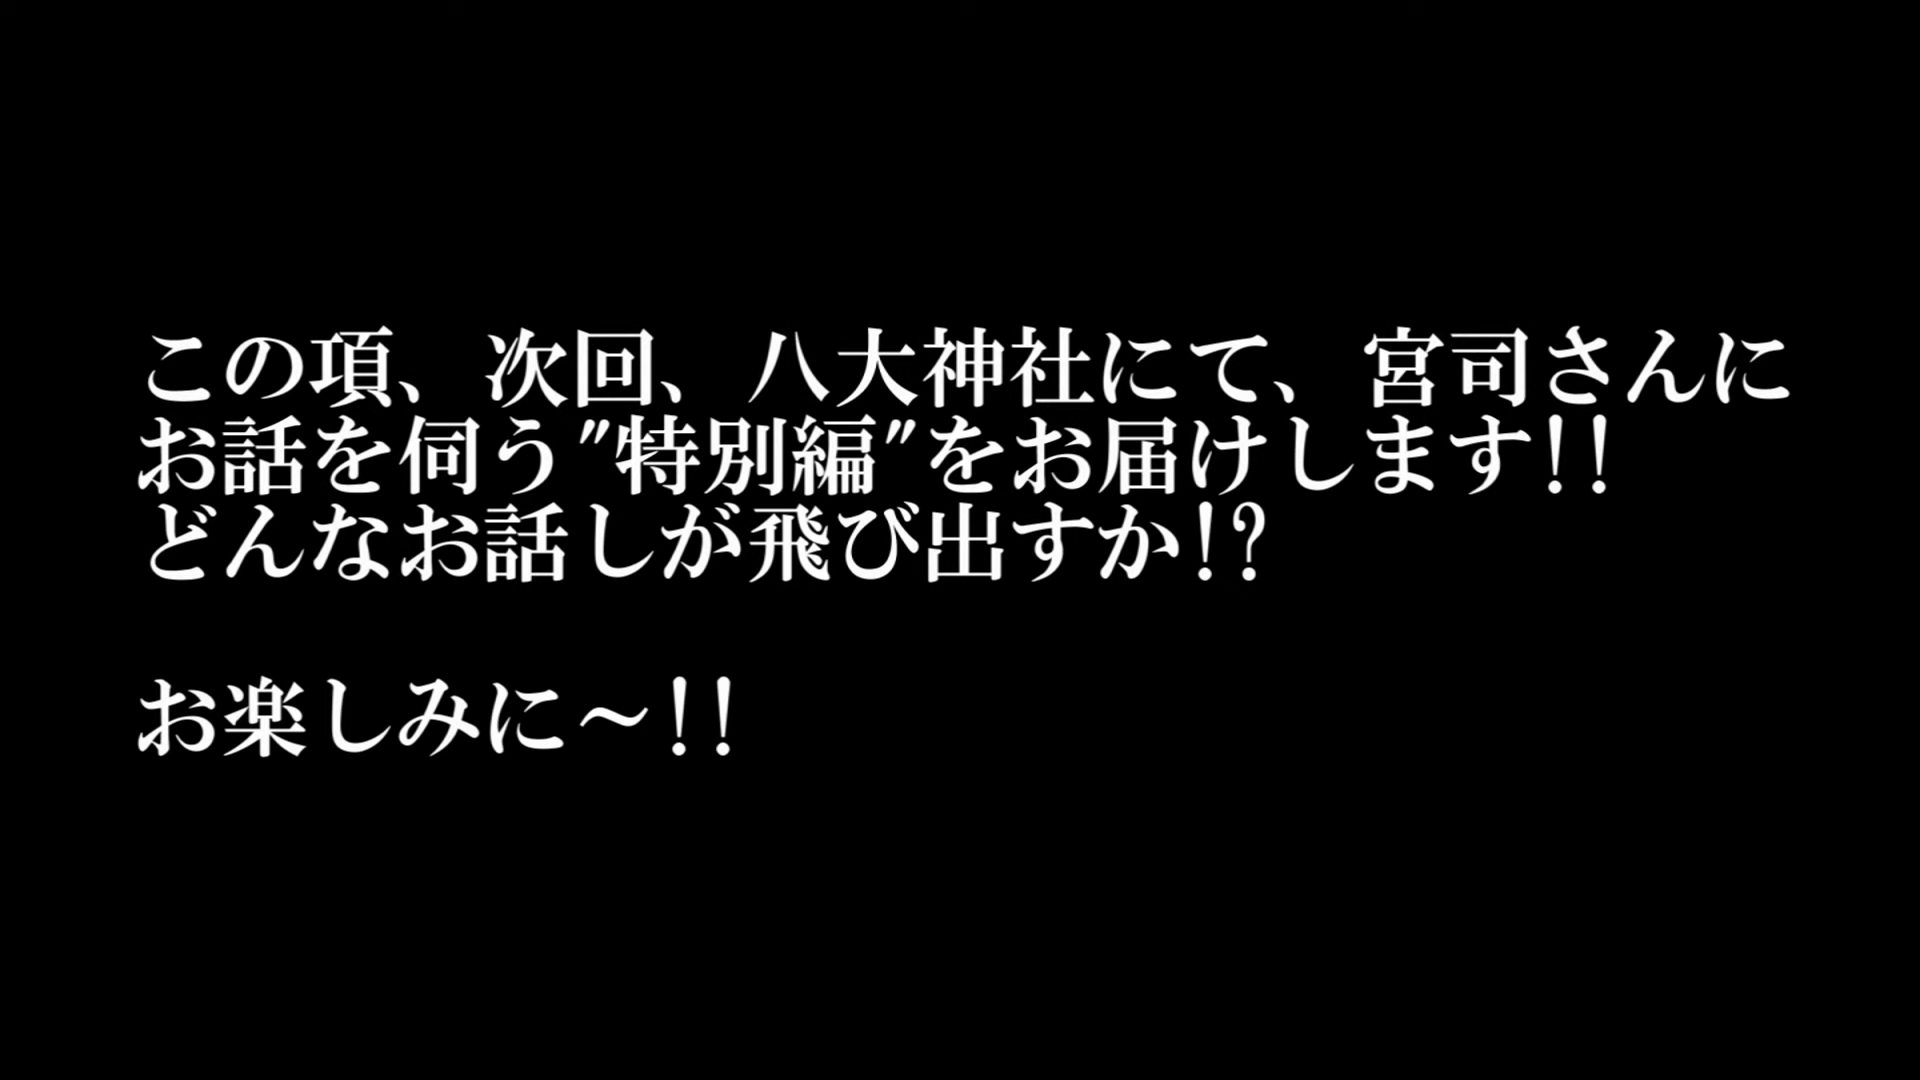 この項、次回、八大神社にて、宮司さんに
お話を伺う"特別編"をお届けします!!
どんなお話しが飛び出すか!?
お楽しみに〜!!